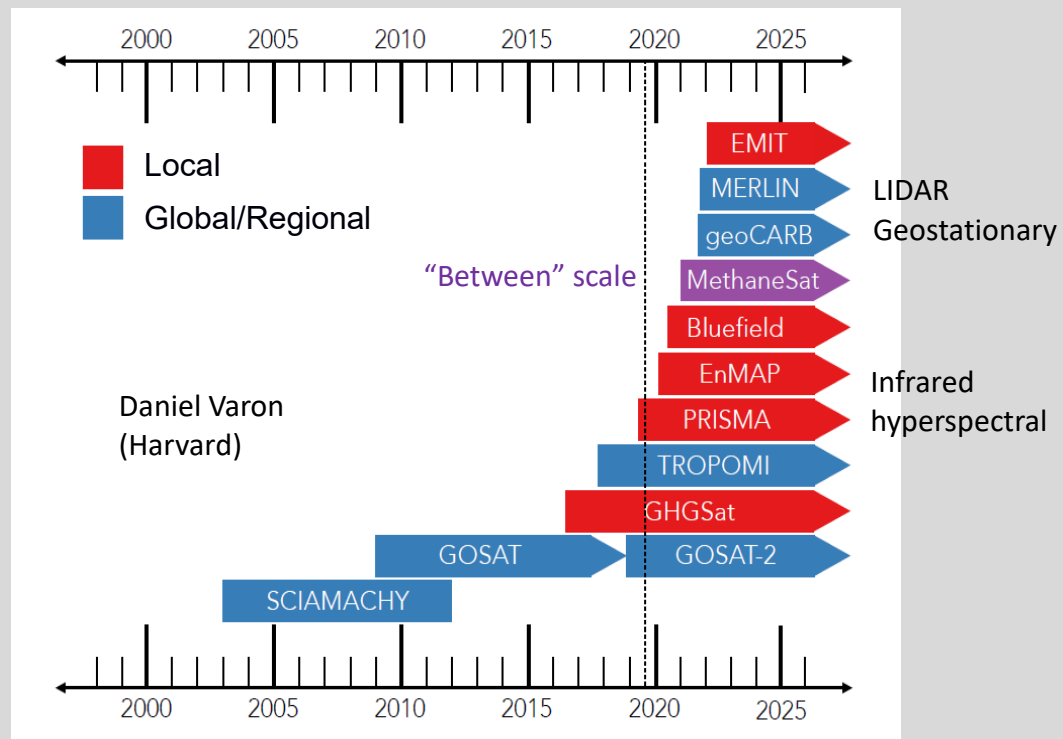 2000 2005 2010 2015 2020 2025
Local
Global/Regional
EMIT
MERLIN
LIDAR
geoCARB
Geostationary
“Between” scale
MethaneSat
Bluefield
EnMAP
Infrared
hyperspectral
Daniel Varon
(Harvard)
PRISMA
TROPOMI
GHGSat
GOSAT GOSAT-2
SCIAMACHY
2000 2005 2010 2015 2020 2025